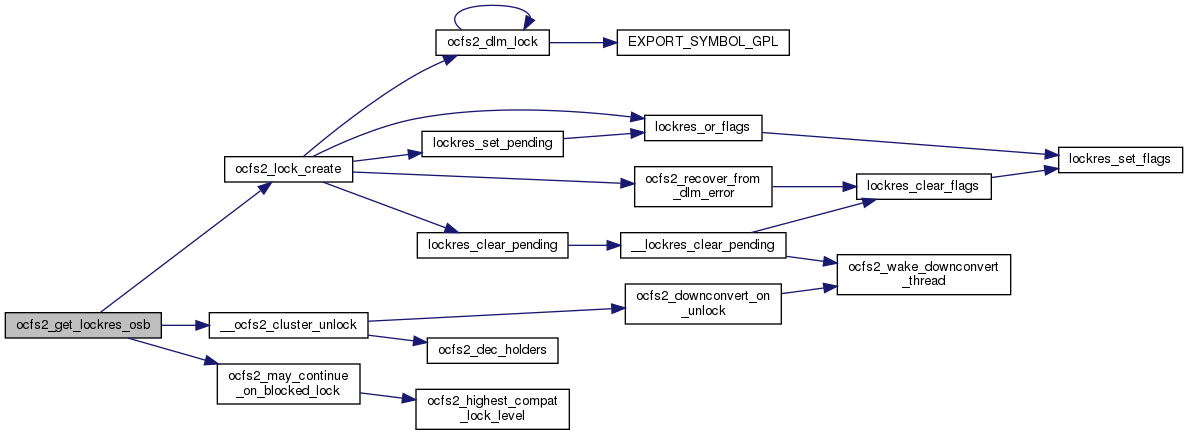 ocfs2_dlm_lock
EXPORT_SYMBOL_GPL
lockres_or_flags
lockres_set_pending
ocfs2_lock_create
lockres_set_flags
ocfs2_recover_from
_dlm_error
lockres_clear_flags
lockres_clear_pending
__lockres_clear_pending
ocfs2_wake_downconvert
_thread
ocfs2_get_lockres_osb
__ocfs2_cluster_unlock
ocfs2_downconvert_on
_unlock
ocfs2_dec_holders
ocfs2_may_continue
_on_blocked_lock
ocfs2_highest_compat
_lock_level